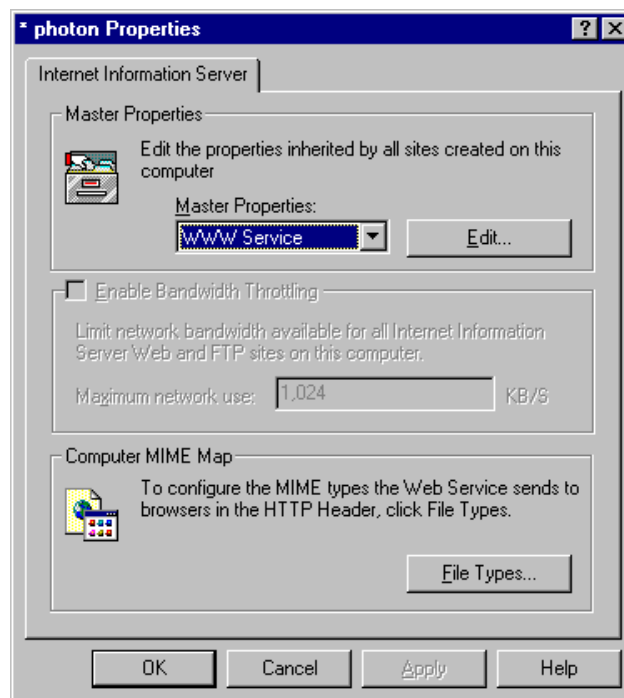 * photon Properties
Internet Information Server
Master Properties
Edit the properties inherited by all sites created on this
computer
Master Properties:
WWW Service
Edit...
Enable Bandwidth Throttling
Limit network bandwidth available for all Internet Information
Server Web and FTP sites on this computer.
Maximum network use: 1,024 KB/S
Computer MIME Map
To configure the MIME types the Web Service sends to
browsers in the HTTP Header, click File Types.
File Types...
OK Cancel Apply Help